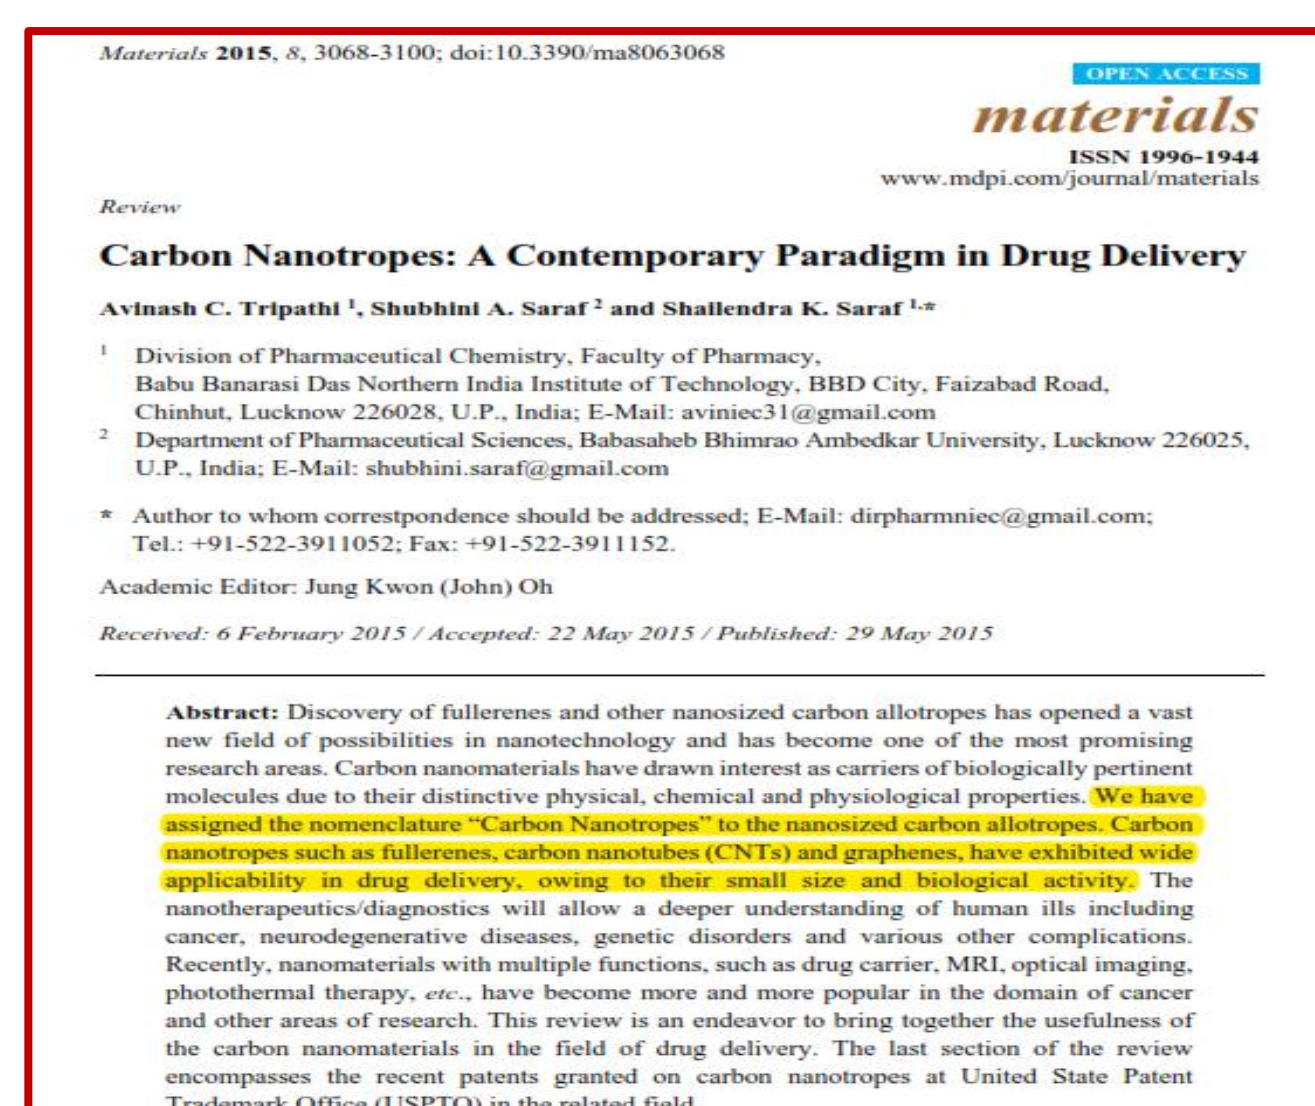 Materials 2015, 8, 3068-3100; doi:10.3390/ma8063068
OPEN ACCESS
materials
ISSN 1996-1944
www.mdpi.com/journal/materials
Review
Carbon Nanotropes: A Contemporary Paradigm in Drug Delivery
Avinash C. Tripathi 1, Shubhini A. Saraf 2 and Shailendra K. Saraf 1,*
1 Division of Pharmaceutical Chemistry, Faculty of Pharmacy,
Babu Banarasi Das Northern India Institute of Technology, BBD City, Faizabad Road,
Chinhut, Lucknow 226028, U.P., India; E-Mail: aviniec31@gmail.com
2 Department of Pharmaceutical Sciences, Babasaheb Bhimrao Ambedkar University, Lucknow 226025,
U.P., India; E-Mail: shubhini.saraf@gmail.com
* Author to whom correstpondence should be addressed; E-Mail: dirpharmniec@gmail.com;
Tel.: +91-522-3911052; Fax: +91-522-3911152.
Academic Editor: Jung Kwon (John) Oh
Received: 6 February 2015 / Accepted: 22 May 2015 / Published: 29 May 2015
Abstract: Discovery of fullerenes and other nanosized carbon allotropes has opened a vast
new field of possibilities in nanotechnology and has become one of the most promising
research areas. Carbon nanomaterials have drawn interest as carriers of biologically pertinent
molecules due to their distinctive physical, chemical and physiological properties. We have
assigned the nomenclature “Carbon Nanotropes” to the nanosized carbon allotropes. Carbon
nanotropes such as fullerenes, carbon nanotubes (CNTs) and graphenes, have exhibited wide
applicability in drug delivery, owing to their small size and biological activity. The
nanotherapeutics/diagnostics will allow a deeper understanding of human ills including
cancer, neurodegenerative diseases, genetic disorders and various other complications.
Recently, nanomaterials with multiple functions, such as drug carrier, MRI, optical imaging,
photothermal therapy, etc., have become more and more popular in the domain of cancer
and other areas of research. This review is an endeavor to bring together the usefulness of
the carbon nanomaterials in the field of drug delivery. The last section of the review
encompasses the recent patents granted on carbon nanotropes at United State Patent
Trademark Office (USPTO) in the related field.